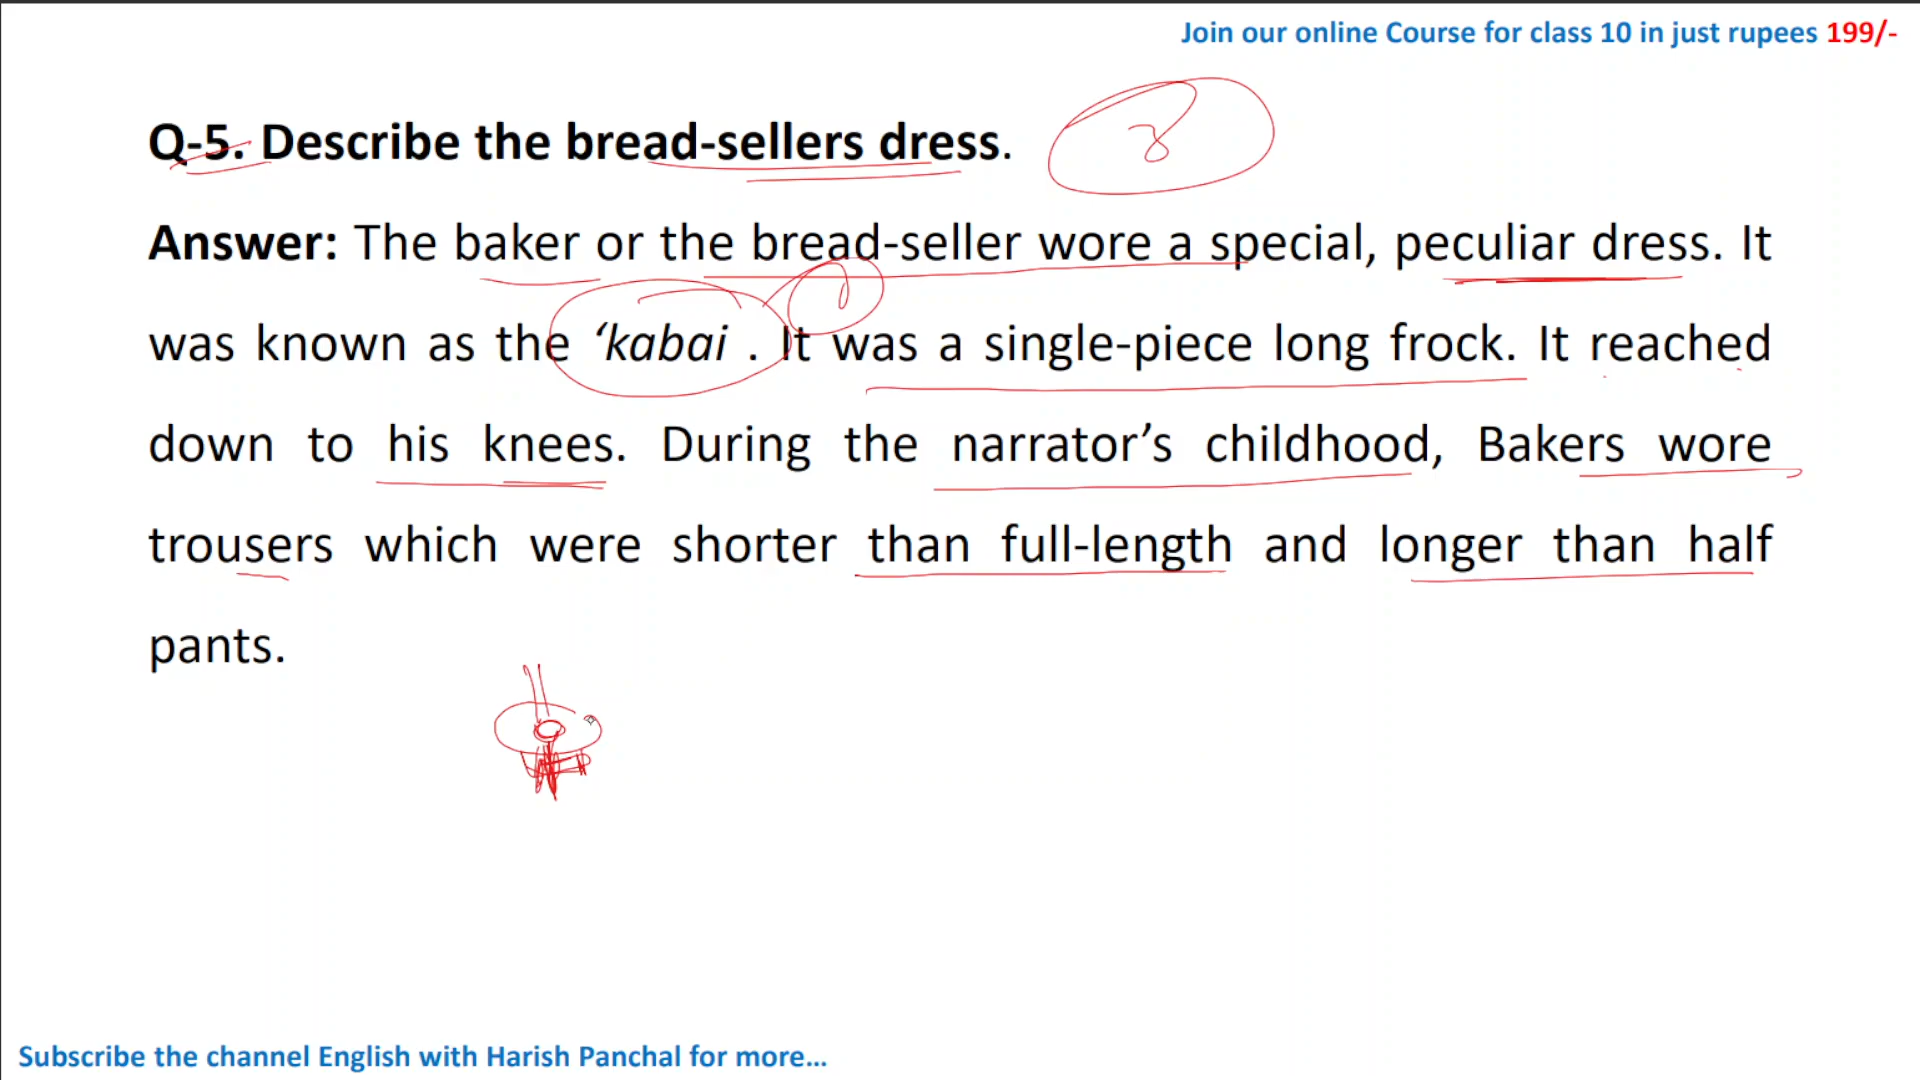 Join our online Course for class 10 in just rupees 199/-
Q-5. Describe the bread-sellers dress.
Answer: The baker or the bread-seller wore a special, peculiar dress. It
was known as the ‘kabai . It was a single-piece long frock. It reached
down to his knees. During the narrator’s childhood, Bakers wore
trousers which were shorter than full-length and longer than half
pants.
Subscribe the channel English with Harish Panchal for more...